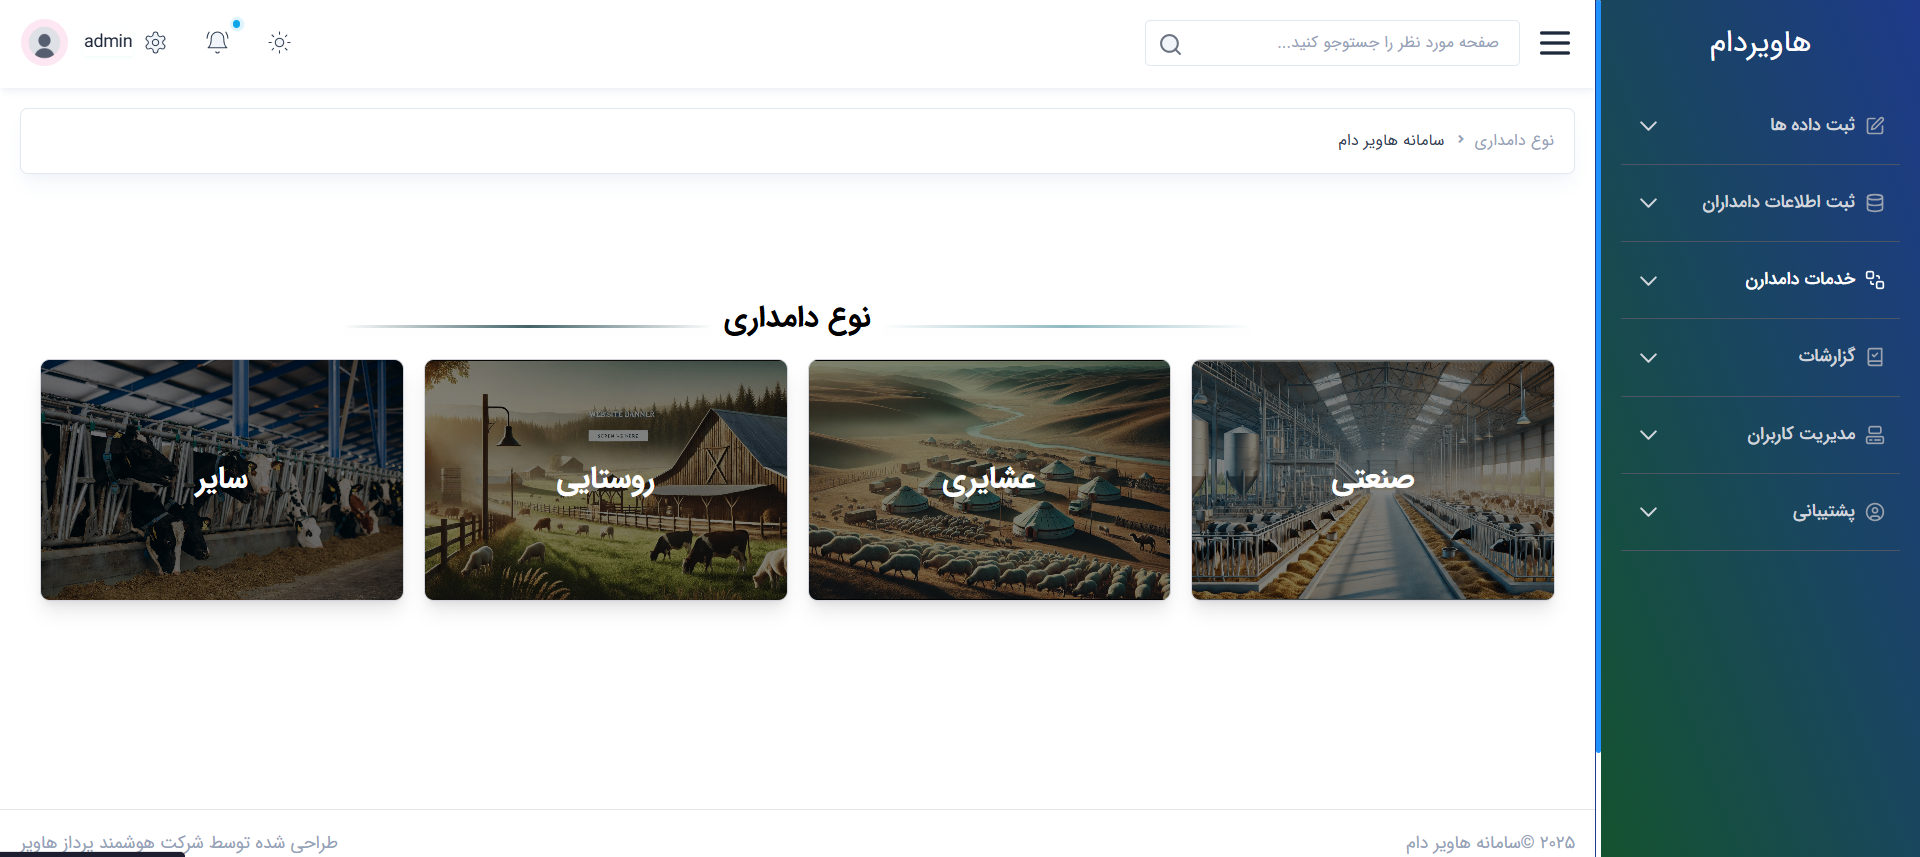 هاویردام
ثبت داده ها
ثبت اطلاعات دامداران
خدمات دامدارن
گزارشات
مدیریت کاربران
پشتیبانی
صفحه مورد نظر را جستوجو کنید...
admin
نوع دامداری › سامانه هاویر دام
نوع دامداری
صنعتی
عشایری
روستایی
سایر
WEBSITE BANNER
۲۰۲۵ ©سامانه هاویر دام
طراحی شده توسط شرکت هوشمند پرداز هاویر